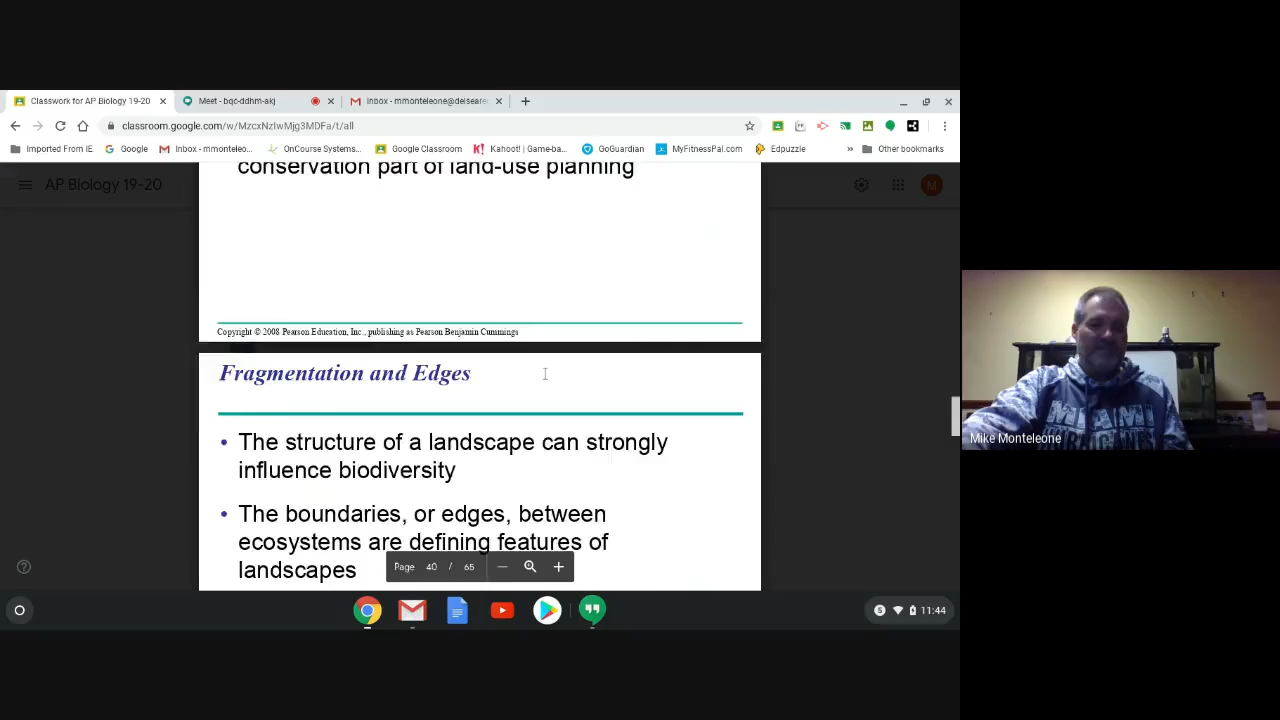 Classwork for AP Biology 19-20
Meet - bqc-ddhm-akj
Inbox - mmonteleone@delseare
classroom.google.com/w/MzcxNzIwMjg3MDFa/t/all
Imported From IE
Google
Inbox - mmonteleo...
OnCourse Systems...
Google Classroom
Kahoot! | Game-ba...
GoGuardian
MyFitnessPal.com
Edpuzzle
»
Other bookmarks
conservation part of land-use planning
AP Biology 19-20
M
Copyright © 2008 Pearson Education, Inc., publishing as Pearson Benjamin Cummings
Fragmentation and Edges
• The structure of a landscape can strongly
influence biodiversity
• The boundaries, or edges, between
ecosystems are defining features of
landscapes
Page 40 / 65
11:44
MIAMI
HURRICANES
Mike Monteleone